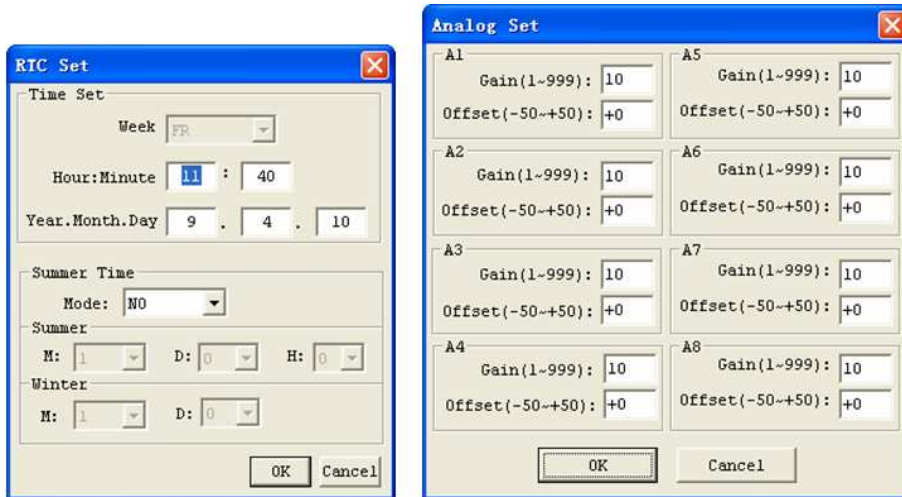 RTC Set
Time Set
Week FR
Hour:Minute 11 : 40
Year.Month.Day 9 . 4 . 10
Summer Time
Mode: NO
Summer
M: 1 D: 0 H: 0
Winter
M: 1 D: 0
OK Cancel
Analog Set
A1
Gain(1~999): 10
Offset(-50~+50): +0
A2
Gain(1~999): 10
Offset(-50~+50): +0
A3
Gain(1~999): 10
Offset(-50~+50): +0
A4
Gain(1~999): 10
Offset(-50~+50): +0
A5
Gain(1~999): 10
Offset(-50~+50): +0
A6
Gain(1~999): 10
Offset(-50~+50): +0
A7
Gain(1~999): 10
Offset(-50~+50): +0
A8
Gain(1~999): 10
Offset(-50~+50): +0
OK Cancel